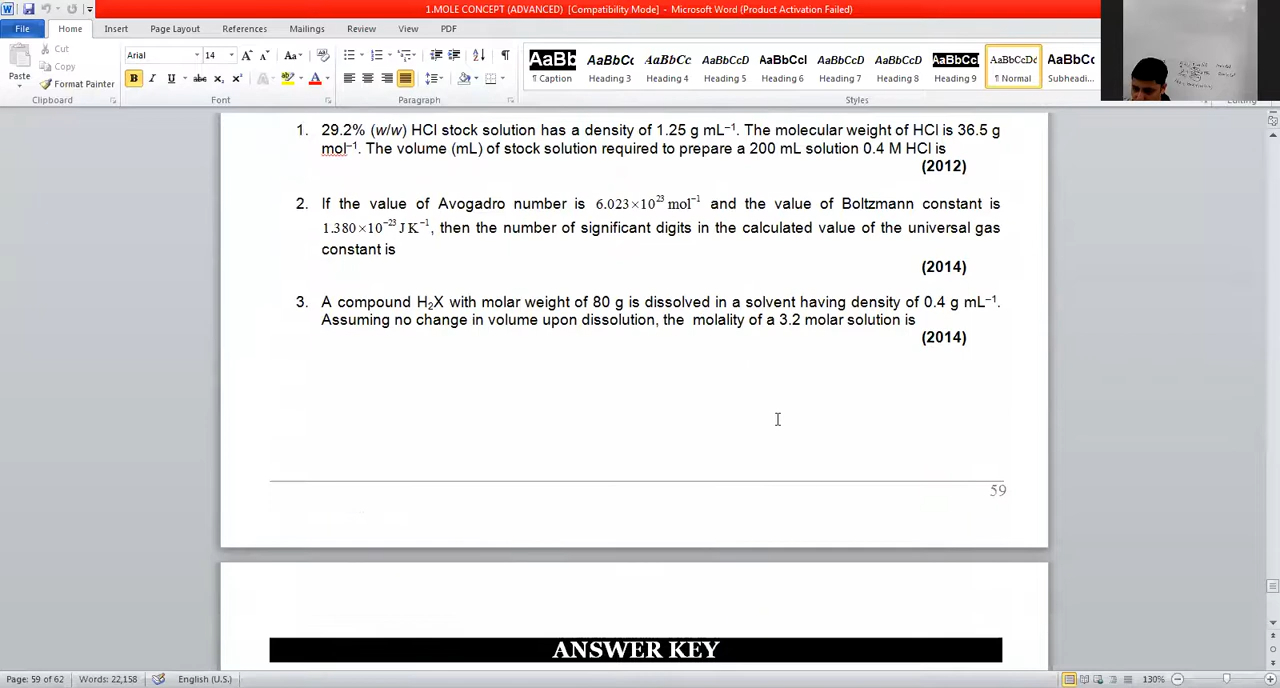 1.MOLE CONCEPT (ADVANCED) [Compatibility Mode] - Microsoft Word (Product Activation Failed)
File Home Insert Page Layout References Mailings Review View PDF
Cut
Copy
Format Painter
Paste
Clipboard
Arial 14
Font
Paragraph
AaBb AaBbCc AaBbCc AaBbCcD AaBbCcl AaBbCcD AaBbCcD AaBbCcl AaBbCcDc AaBbCc
¶ Caption Heading 3 Heading 4 Heading 5 Heading 6 Heading 7 Heading 8 Heading 9 ¶ Normal Subheadi...
Styles
Editing
1. 29.2% (w/w) HCl stock solution has a density of 1.25 g mL⁻¹. The molecular weight of HCl is 36.5 g
mol⁻¹. The volume (mL) of stock solution required to prepare a 200 mL solution 0.4 M HCl is
(2012)
2. If the value of Avogadro number is 6.023×10²³ mol⁻¹ and the value of Boltzmann constant is
1.380×10⁻²³ J K⁻¹, then the number of significant digits in the calculated value of the universal gas
constant is
(2014)
3. A compound H₂X with molar weight of 80 g is dissolved in a solvent having density of 0.4 g mL⁻¹.
Assuming no change in volume upon dissolution, the molality of a 3.2 molar solution is
(2014)
59
ANSWER KEY
Page: 59 of 62 Words: 22,158 English (U.S.) 130%